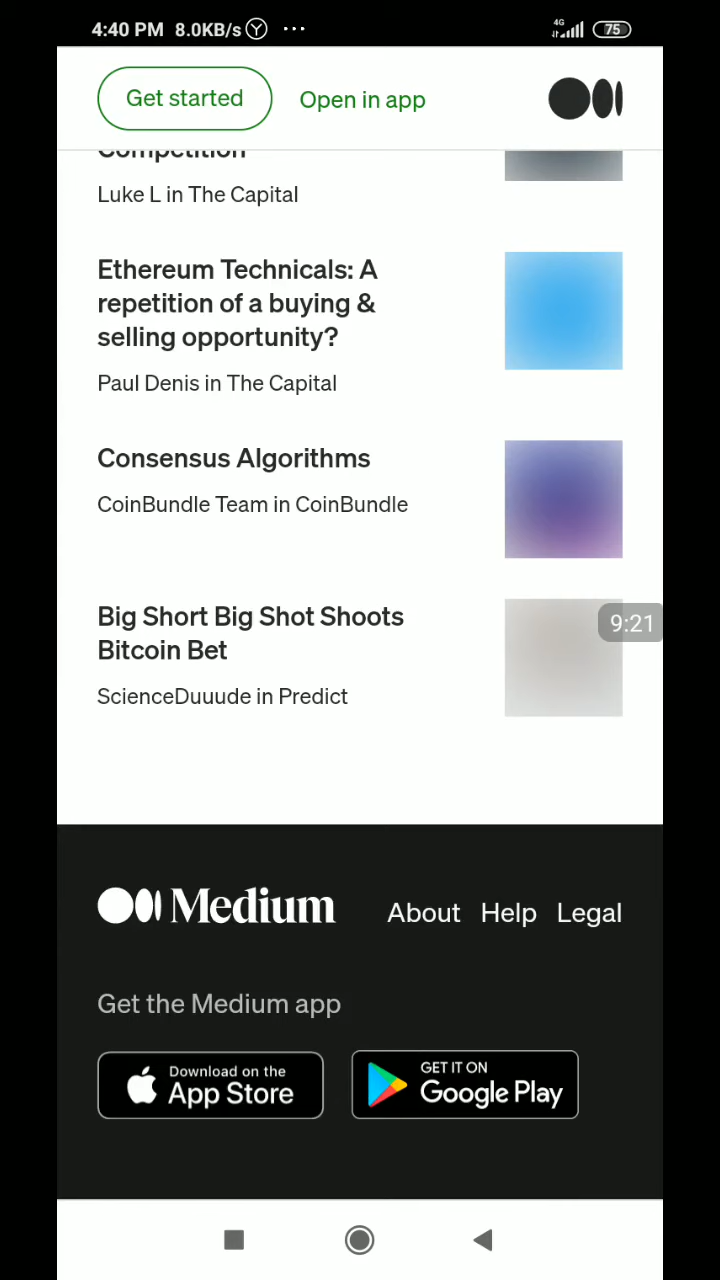 4:40 PM 8.0KB/s 4G 75
Get started Open in app
Competition
Luke L in The Capital
Ethereum Technicals: A
repetition of a buying &
selling opportunity?
Paul Denis in The Capital
Consensus Algorithms
CoinBundle Team in CoinBundle
Big Short Big Shot Shoots
Bitcoin Bet
9:21
ScienceDuuude in Predict
Medium About Help Legal
Get the Medium app
Download on the
App Store
GET IT ON
Google Play